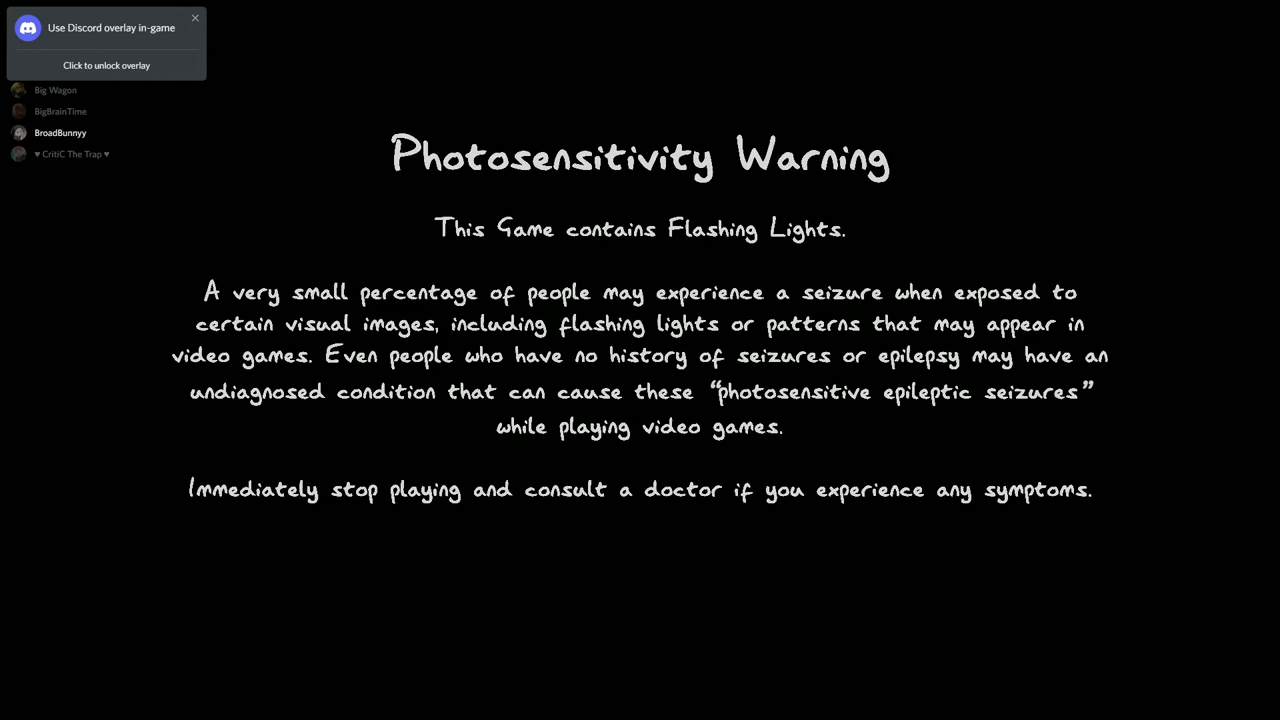 Use Discord overlay in-game
Click to unlock overlay
Big Wagon
BigBrainTime
BroadBunnyy
♥ CritiC The Trap ♥
Photosensitivity Warning
This Game contains Flashing Lights.
A very small percentage of people may experience a seizure when exposed to
certain visual images, including flashing lights or patterns that may appear in
video games. Even people who have no history of seizures or epilepsy may have an
undiagnosed condition that can cause these “photosensitive epileptic seizures”
while playing video games.
Immediately stop playing and consult a doctor if you experience any symptoms.